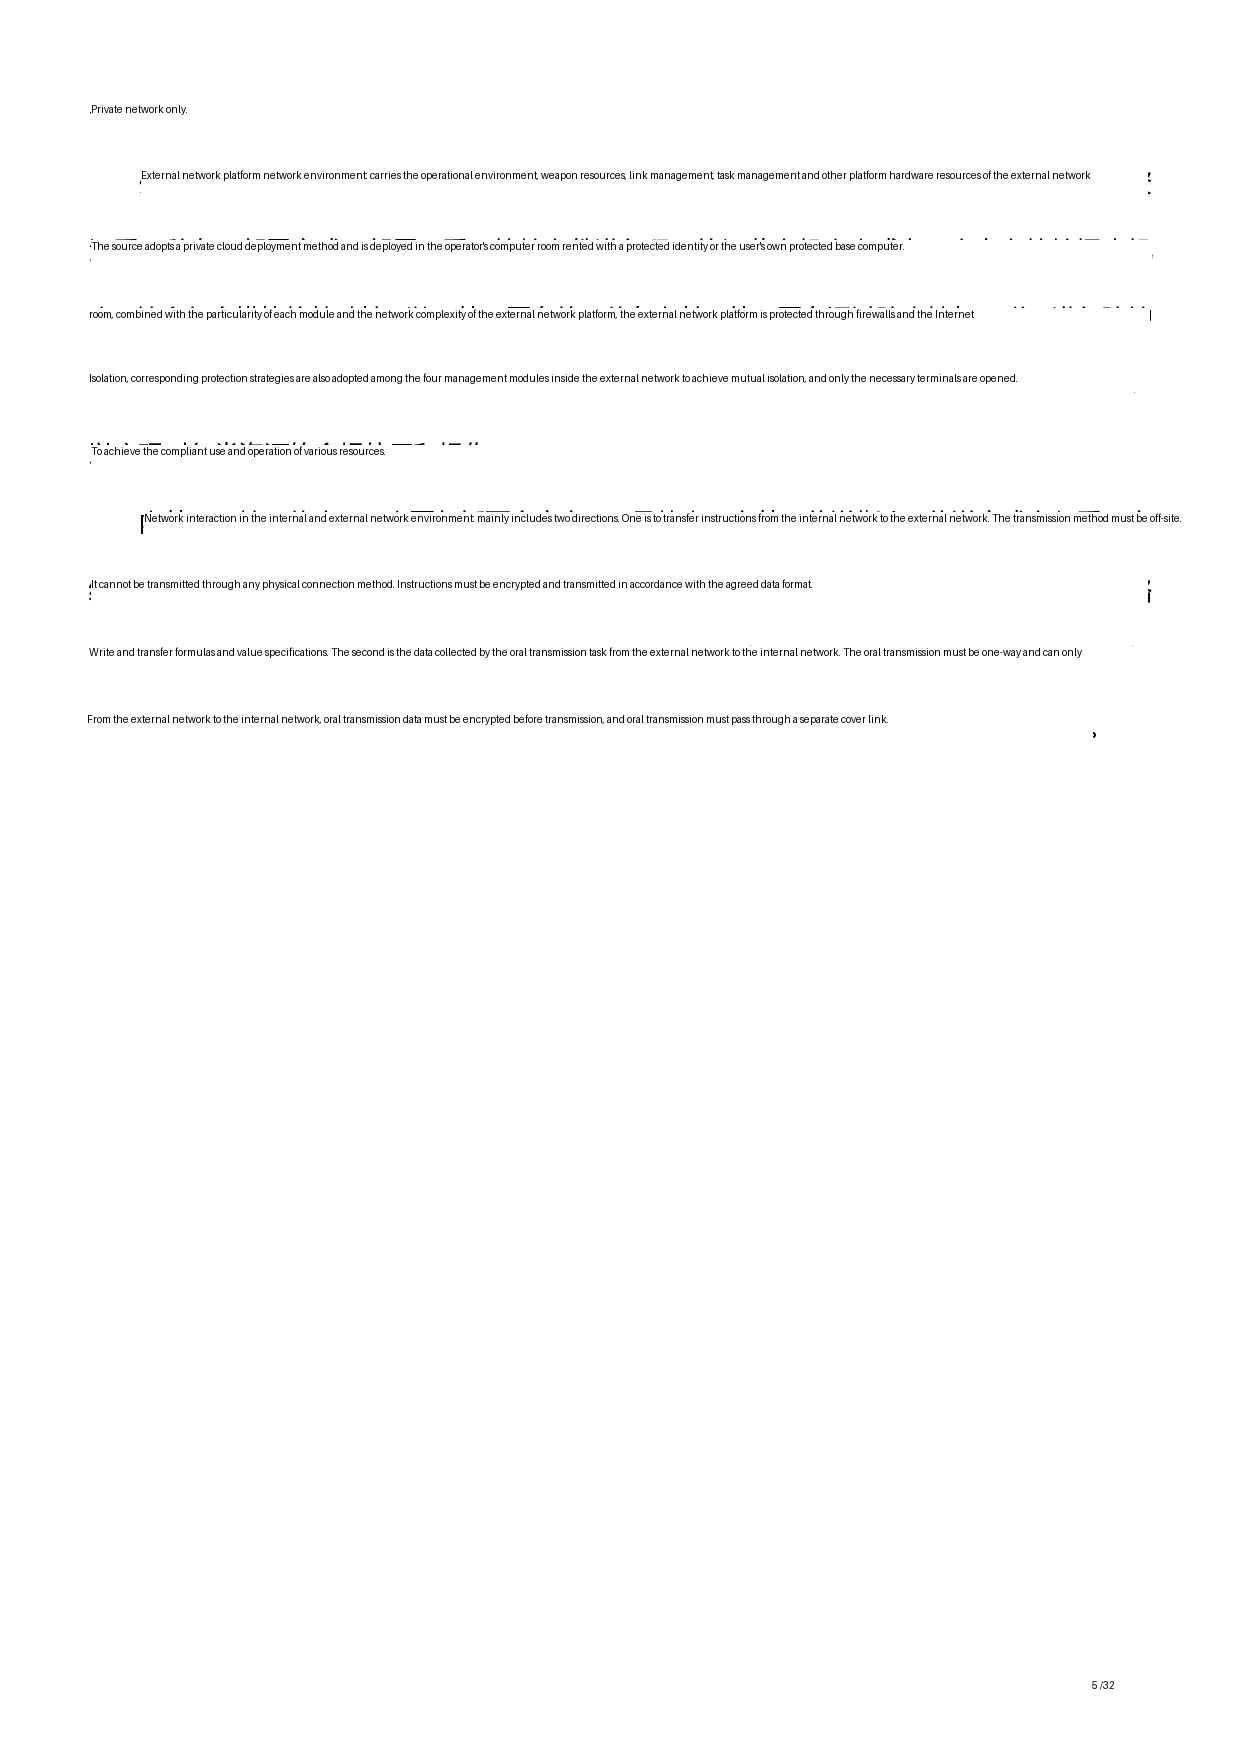 Private network only.
External network platform network environment: carries the operational environment, weapon resources, link management, task management and other platform hardware resources of the external network
The source adopts a private cloud deployment method and is deployed in the operator's computer room rented with a protected identity or the user's own protected base computer.
room, combined with the particularity of each module and the network complexity of the external network platform, the external network platform is protected through firewalls and the Internet
Isolation, corresponding protection strategies are also adopted among the four management modules inside the external network to achieve mutual isolation, and only the necessary terminals are opened.
To achieve the compliant use and operation of various resources.
Network interaction in the internal and external network environment: mainly includes two directions. One is to transfer instructions from the internal network to the external network. The transmission method must be off-site.
It cannot be transmitted through any physical connection method. Instructions must be encrypted and transmitted in accordance with the agreed data format.
Write and transfer formulas and value specifications. The second is the data collected by the oral transmission task from the external network to the internal network. The oral transmission must be one-way and can only
From the external network to the internal network, oral transmission data must be encrypted before transmission, and oral transmission must pass through a separate cover link.
5 /32